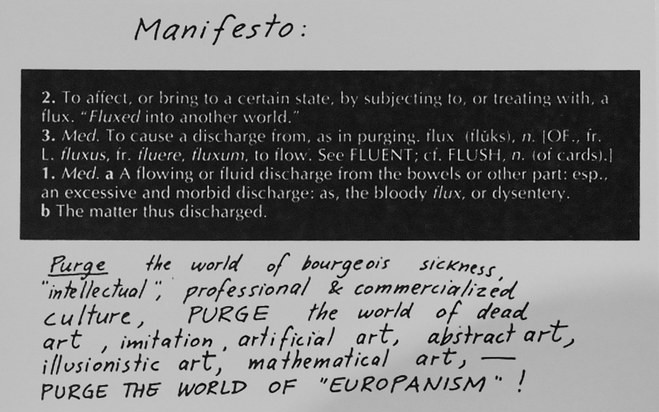 Manifesto:
2. To affect, or bring to a certain state, by subjecting to, or treating with, a
flux. "Fluxed into another world."
3. Med. To cause a discharge from, as in purging. flux (flŭks), n. [OF., fr.
L. fluxus, fr. fluere, fluxum, to flow. See FLUENT; cf. FLUSH, n. (of cards).]
1. Med. a A flowing or fluid discharge from the bowels or other part: esp.,
an excessive and morbid discharge: as, the bloody flux, or dysentery.
b The matter thus discharged.
Purge the world of bourgeois sickness,
"intellectual", professional & commercialized
culture, PURGE the world of dead
art, imitation, artificial art, abstract art,
illusionistic art, mathematical art, —
PURGE THE WORLD OF "EUROPANISM"!